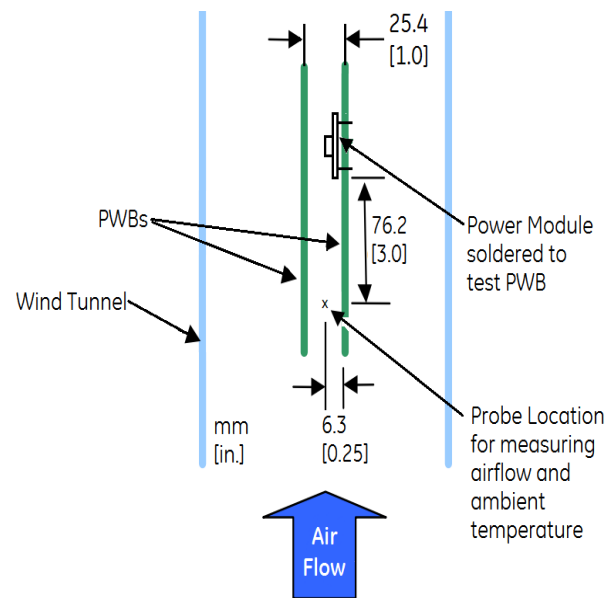 25.4
[1.0]
PWBs
76.2
[3.0]
Power Module
soldered to
test PWB
Wind Tunnel
x
mm
[in.]
6.3
[0.25]
Probe Location
for measuring
airflow and
ambient
temperature
Air
Flow